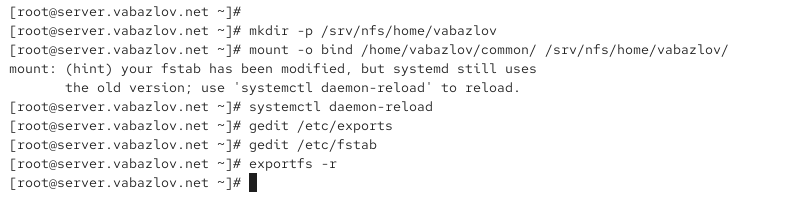 [root@server.vabazlov.net ~]#
[root@server.vabazlov.net ~]# mkdir -p /srv/nfs/home/vabazlov
[root@server.vabazlov.net ~]# mount -o bind /home/vabazlov/common/ /srv/nfs/home/vabazlov/
mount: (hint) your fstab has been modified, but systemd still uses
       the old version; use 'systemctl daemon-reload' to reload.
[root@server.vabazlov.net ~]# systemctl daemon-reload
[root@server.vabazlov.net ~]# gedit /etc/exports
[root@server.vabazlov.net ~]# gedit /etc/fstab
[root@server.vabazlov.net ~]# exportfs -r
[root@server.vabazlov.net ~]#